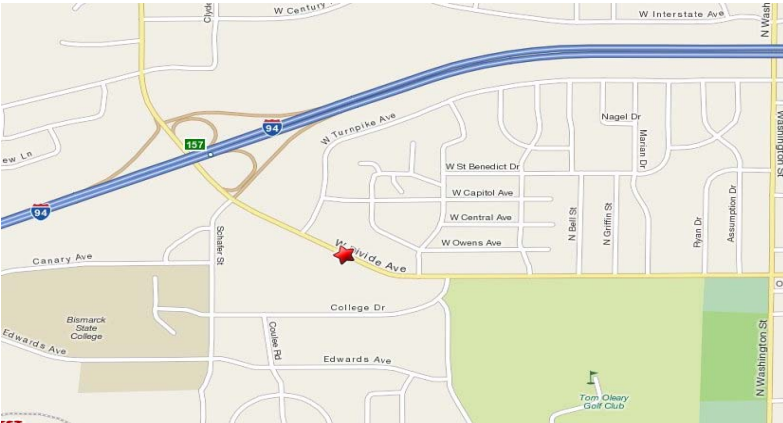 W Century
Clyde
W Interstate Ave
N Wash
Nagel Dr
W Turnpike Ave
94
157
Marian Dr
Washington St
ew Ln
W St Benedict Dr
W Capitol Ave
94
W Central Ave
N Bell St
N Griffin St
Ryan Dr
Assumption Dr
Schafer St
W Owens Ave
W Divide Ave
Canary Ave
O
College Dr
Bismarck
State
College
Coulee Rd
Edwards Ave
Edwards Ave
N Washington St
Tom Oleary
Golf Club